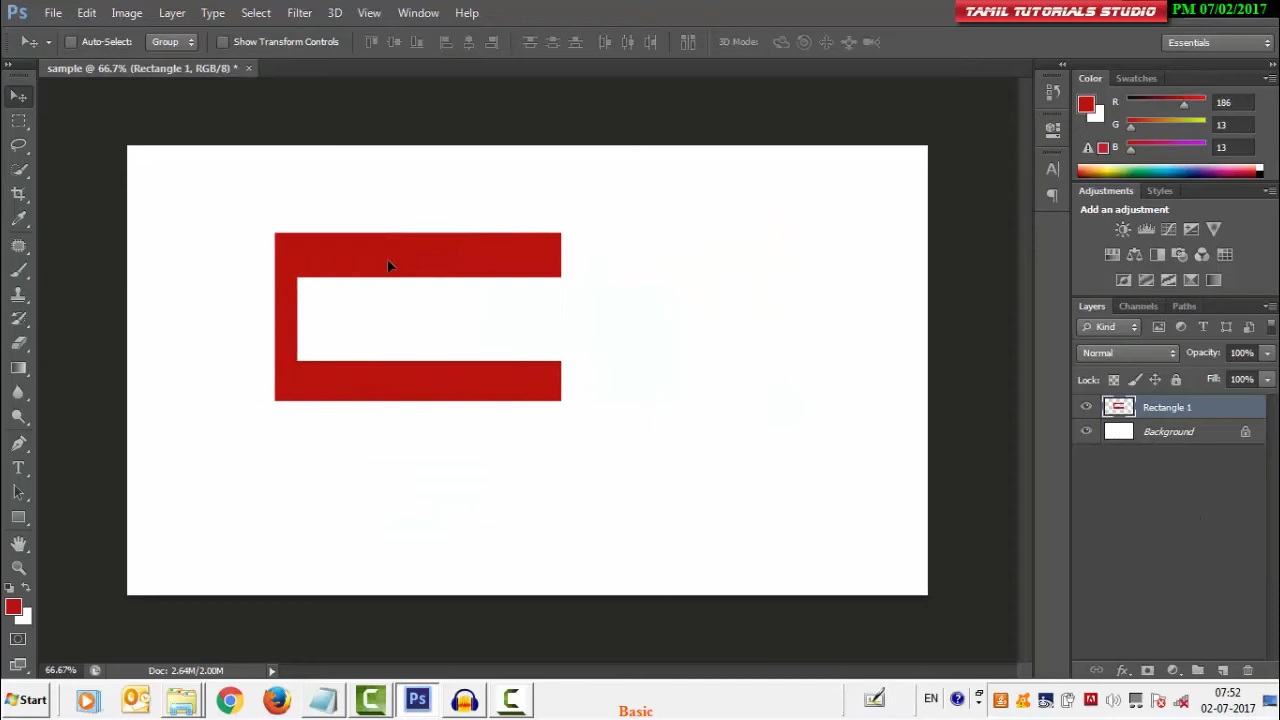 Ps File Edit Image Layer Type Select Filter 3D View Window Help
TAMIL TUTORIALS STUDIO
PM 07/02/2017
Auto-Select: Group Show Transform Controls 3D Mode: Essentials
sample @ 66.7% (Rectangle 1, RGB/8) * ×
Color Swatches
R 186
G 13
B 13
Adjustments Styles
Add an adjustment
Layers Channels Paths
Kind
Normal Opacity: 100%
Lock: Fill: 100%
Rectangle 1
Background
66.67% Doc: 2.64M/2.00M
Start Ps EN 07:52
02-07-2017
Basic